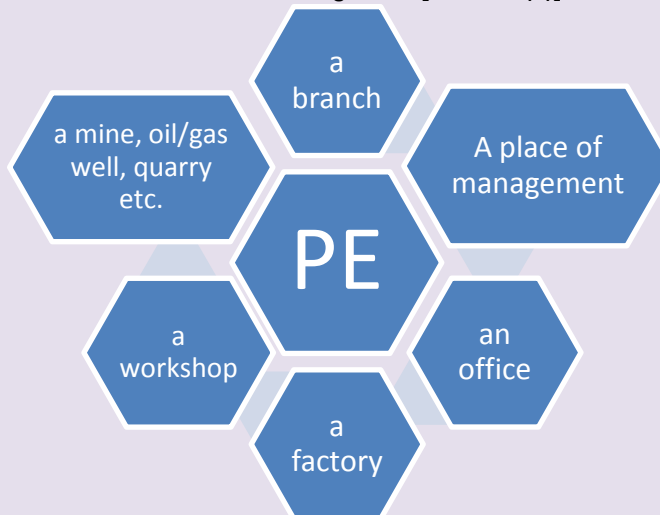 a
branch
A place of
management
a mine, oil/gas
well, quarry
etc.
PE
a
workshop
an
office
a
factory